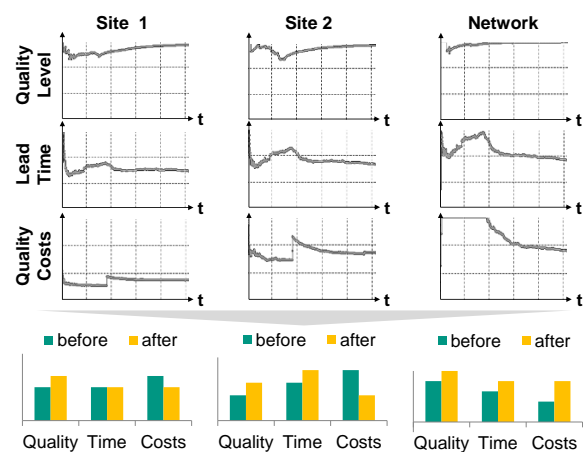 Site 1 Site 2 Network
Quality Level
t t t
Lead Time
t t t
Quality Costs
t t t
before after before after before after
Quality Time Costs Quality Time Costs Quality Time Costs